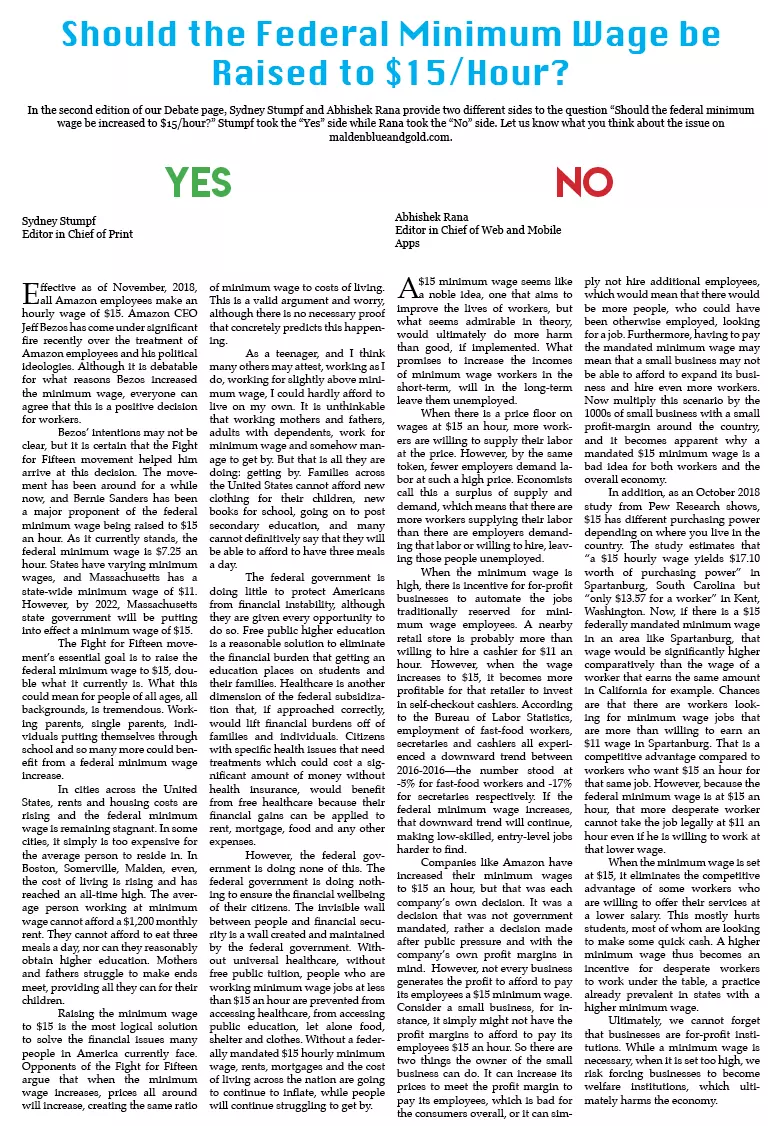 Should the Federal Minimum Wage be
Raised to $15/Hour?
In the second edition of our Debate page, Sydney Stumpf and Abhishek Rana provide two different sides to the question “Should the federal minimum
wage be increased to $15/hour?” Stumpf took the “Yes” side while Rana took the “No” side. Let us know what you think about the issue on
maldenblueandgold.com.
YES
Sydney Stumpf
Editor in Chief of Print
Effective as of November, 2018,
all Amazon employees make an
hourly wage of $15. Amazon CEO
Jeff Bezos has come under significant
fire recently over the treatment of
Amazon employees and his political
ideologies. Although it is debatable
for what reasons Bezos increased
the minimum wage, everyone can
agree that this is a positive decision
for workers.
Bezos’ intentions may not be
clear, but it is certain that the Fight
for Fifteen movement helped him
arrive at this decision. The move-
ment has been around for a while
now, and Bernie Sanders has been
a major proponent of the federal
minimum wage being raised to $15
an hour. As it currently stands, the
federal minimum wage is $7.25 an
hour. States have varying minimum
wages, and Massachusetts has a
state-wide minimum wage of $11.
However, by 2022, Massachusetts
state government will be putting
into effect a minimum wage of $15.
The Fight for Fifteen move-
ment’s essential goal is to raise the
federal minimum wage to $15, dou-
ble what it currently is. What this
could mean for people of all ages, all
backgrounds, is tremendous. Work-
ing parents, single parents, indi-
viduals putting themselves through
school and so many more could ben-
efit from a federal minimum wage
increase.
In cities across the United
States, rents and housing costs are
rising and the federal minimum
wage is remaining stagnant. In some
cities, it simply is too expensive for
the average person to reside in. In
Boston, Somerville, Malden, even,
the cost of living is rising and has
reached an all-time high. The aver-
age person working at minimum
wage cannot afford a $1,200 monthly
rent. They cannot afford to eat three
meals a day, nor can they reasonably
obtain higher education. Mothers
and fathers struggle to make ends
meet, providing all they can for their
children.
Raising the minimum wage
to $15 is the most logical solution
to solve the financial issues many
people in America currently face.
Opponents of the Fight for Fifteen
argue that when the minimum
wage increases, prices all around
will increase, creating the same ratio
of minimum wage to costs of living.
This is a valid argument and worry,
although there is no necessary proof
that concretely predicts this happen-
ing.
As a teenager, and I think
many others may attest, working as I
do, working for slightly above mini-
mum wage, I could hardly afford to
live on my own. It is unthinkable
that working mothers and fathers,
adults with dependents, work for
minimum wage and somehow man-
age to get by. But that is all they are
doing: getting by. Families across
the United States cannot afford new
clothing for their children, new
books for school, going on to post
secondary education, and many
cannot definitively say that they will
be able to afford to have three meals
a day.
The federal government is
doing little to protect Americans
from financial instability, although
they are given every opportunity to
do so. Free public higher education
is a reasonable solution to eliminate
the financial burden that getting an
education places on students and
their families. Healthcare is another
dimension of the federal subsidiza-
tion that, if approached correctly,
would lift financial burdens off of
families and individuals. Citizens
with specific health issues that need
treatments which could cost a sig-
nificant amount of money without
health insurance, would benefit
from free healthcare because their
financial gains can be applied to
rent, mortgage, food and any other
expenses.
However, the federal gov-
ernment is doing none of this. The
federal government is doing noth-
ing to ensure the financial wellbeing
of their citizens. The invisible wall
between people and financial secu-
rity is a wall created and maintained
by the federal government. With-
out universal healthcare, without
free public tuition, people who are
working minimum wage jobs at less
than $15 an hour are prevented from
accessing healthcare, from accessing
public education, let alone food,
shelter and clothes. Without a feder-
ally mandated $15 hourly minimum
wage, rents, mortgages and the cost
of living across the nation are going
to continue to inflate, while people
will continue struggling to get by.
NO
Abhishek Rana
Editor in Chief of Web and Mobile
Apps
A $15 minimum wage seems like
a noble idea, one that aims to
improve the lives of workers, but
what seems admirable in theory,
would ultimately do more harm
than good, if implemented. What
promises to increase the incomes
of minimum wage workers in the
short-term, will in the long-term
leave them unemployed.
When there is a price floor on
wages at $15 an hour, more work-
ers are willing to supply their labor
at the price. However, by the same
token, fewer employers demand la-
bor at such a high price. Economists
call this a surplus of supply and
demand, which means that there are
more workers supplying their labor
than there are employers demand-
ing that labor or willing to hire, leav-
ing those people unemployed.
When the minimum wage is
high, there is incentive for for-profit
businesses to automate the jobs
traditionally reserved for mini-
mum wage employees. A nearby
retail store is probably more than
willing to hire a cashier for $11 an
hour. However, when the wage
increases to $15, it becomes more
profitable for that retailer to invest
in self-checkout cashiers. According
to the Bureau of Labor Statistics,
employment of fast-food workers,
secretaries and cashiers all experi-
enced a downward trend between
2016-2016—the number stood at
-5% for fast-food workers and -17%
for secretaries respectively. If the
federal minimum wage increases,
that downward trend will continue,
making low-skilled, entry-level jobs
harder to find.
Companies like Amazon have
increased their minimum wages
to $15 an hour, but that was each
company’s own decision. It was a
decision that was not government
mandated, rather a decision made
after public pressure and with the
company’s own profit margins in
mind. However, not every business
generates the profit to afford to pay
its employees a $15 minimum wage.
Consider a small business, for in-
stance, it simply might not have the
profit margins to afford to pay its
employees $15 an hour. So there are
two things the owner of the small
business can do. It can increase its
prices to meet the profit margin to
pay its employees, which is bad for
the consumers overall, or it can sim-
ply not hire additional employees,
which would mean that there would
be more people, who could have
been otherwise employed, looking
for a job. Furthermore, having to pay
the mandated minimum wage may
mean that a small business may not
be able to afford to expand its busi-
ness and hire even more workers.
Now multiply this scenario by the
1000s of small business with a small
profit-margin around the country,
and it becomes apparent why a
mandated $15 minimum wage is a
bad idea for both workers and the
overall economy.
In addition, as an October 2018
study from Pew Research shows,
$15 has different purchasing power
depending on where you live in the
country. The study estimates that
“a $15 hourly wage yields $17.10
worth of purchasing power” in
Spartanburg, South Carolina but
“only $13.57 for a worker” in Kent,
Washington. Now, if there is a $15
federally mandated minimum wage
in an area like Spartanburg, that
wage would be significantly higher
comparatively than the wage of a
worker that earns the same amount
in California for example. Chances
are that there are workers look-
ing for minimum wage jobs that
are more than willing to earn an
$11 wage in Spartanburg. That is a
competitive advantage compared to
workers who want $15 an hour for
that same job. However, because the
federal minimum wage is at $15 an
hour, that more desperate worker
cannot take the job legally at $11 an
hour even if he is willing to work at
that lower wage.
When the minimum wage is set
at $15, it eliminates the competitive
advantage of some workers who
are willing to offer their services at
a lower salary. This mostly hurts
students, most of whom are looking
to make some quick cash. A higher
minimum wage thus becomes an
incentive for desperate workers
to work under the table, a practice
already prevalent in states with a
higher minimum wage.
Ultimately, we cannot forget
that businesses are for-profit insti-
tutions. While a minimum wage is
necessary, when it is set too high, we
risk forcing businesses to become
welfare institutions, which ulti-
mately harms the economy.